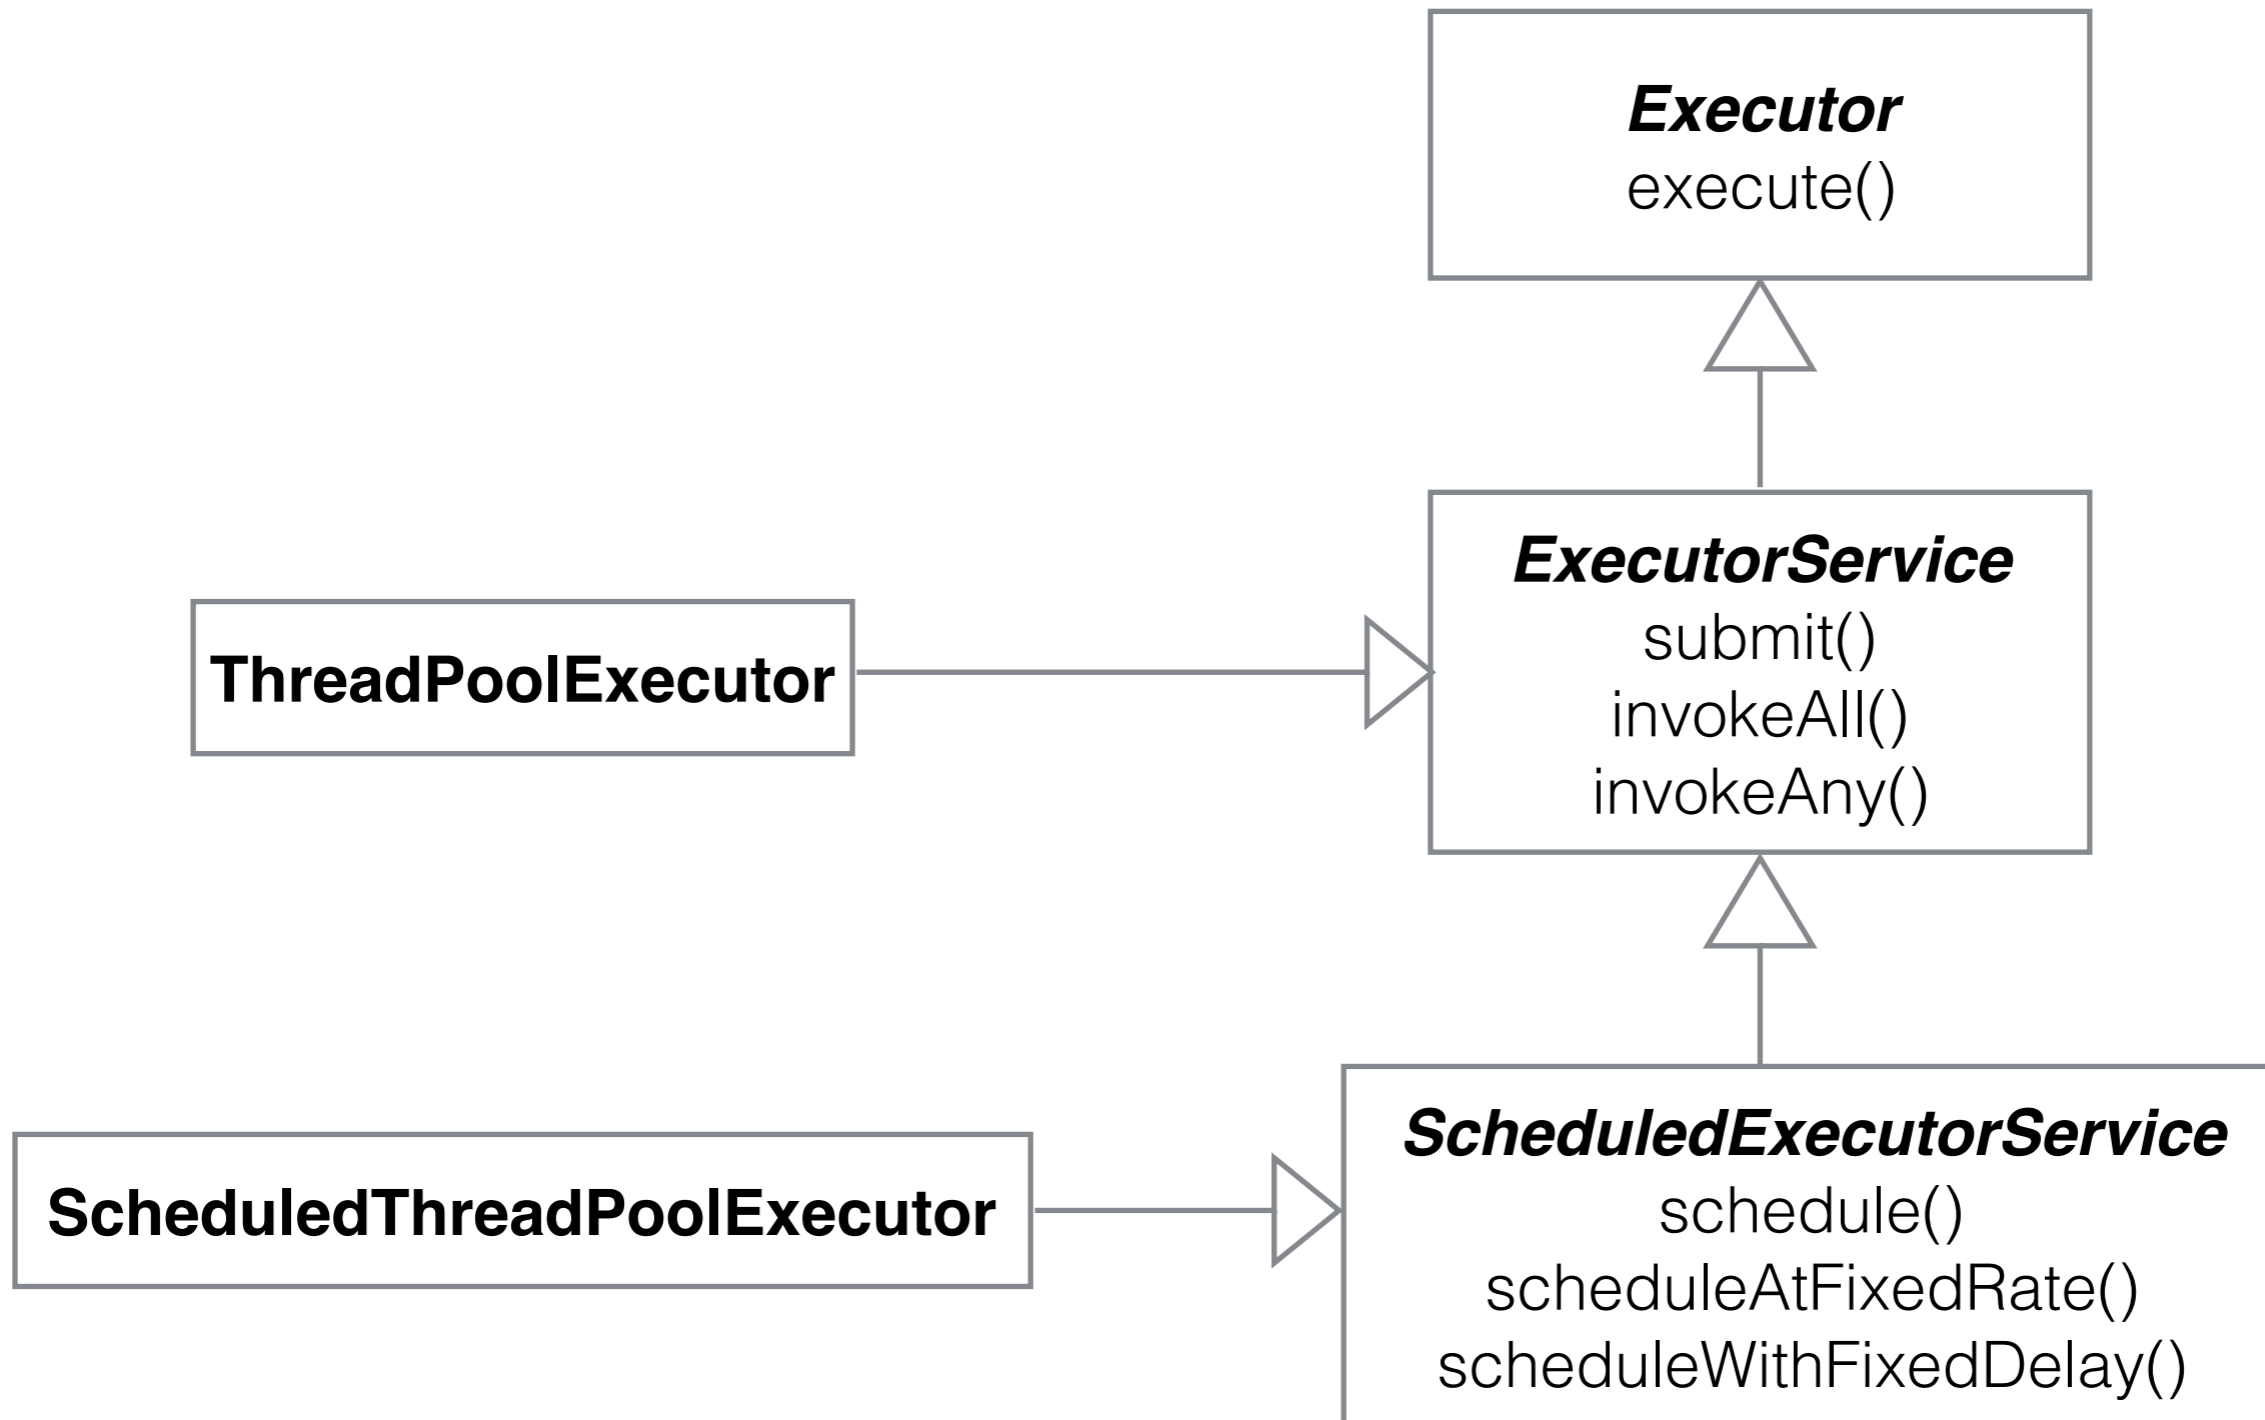 Executor
execute()
ExecutorService
submit()
invokeAll()
invokeAny()
ThreadPoolExecutor
ScheduledExecutorService
schedule()
scheduleAtFixedRate()
scheduleWithFixedDelay()
ScheduledThreadPoolExecutor